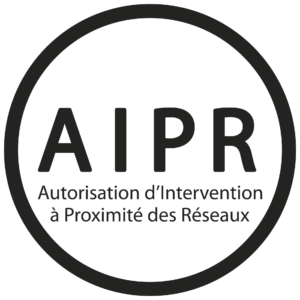 AIPR
Autorisation d'Intervention
à Proximité des Réseaux